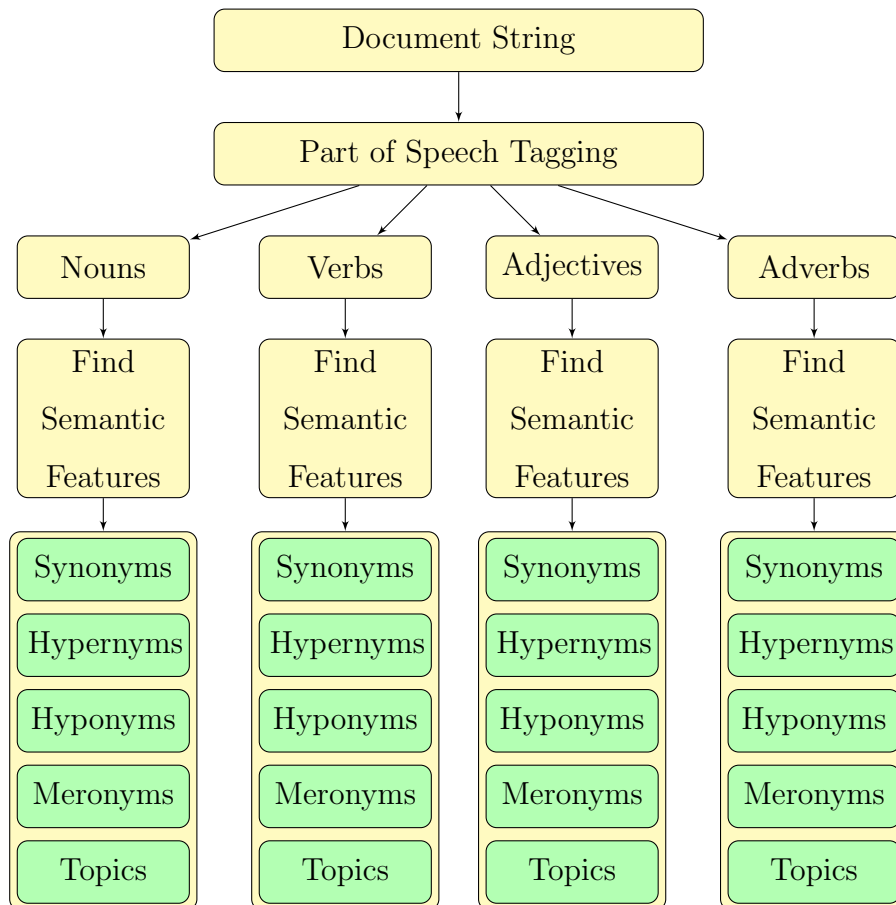 Document String
Part of Speech Tagging
Nouns
Verbs
Adjectives
Adverbs
Find
Semantic
Features
Find
Semantic
Features
Find
Semantic
Features
Find
Semantic
Features
Synonyms
Hypernyms
Hyponyms
Meronyms
Topics
Synonyms
Hypernyms
Hyponyms
Meronyms
Topics
Synonyms
Hypernyms
Hyponyms
Meronyms
Topics
Synonyms
Hypernyms
Hyponyms
Meronyms
Topics